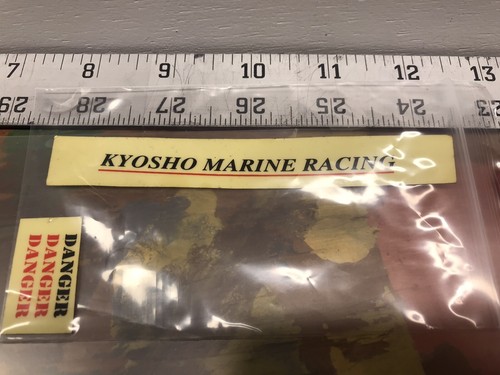 7 8 9 10 11 12 13
29 28 27 26 25 24 23
KYOSHO MARINE RACING
DANGER
DANGER
DANGER